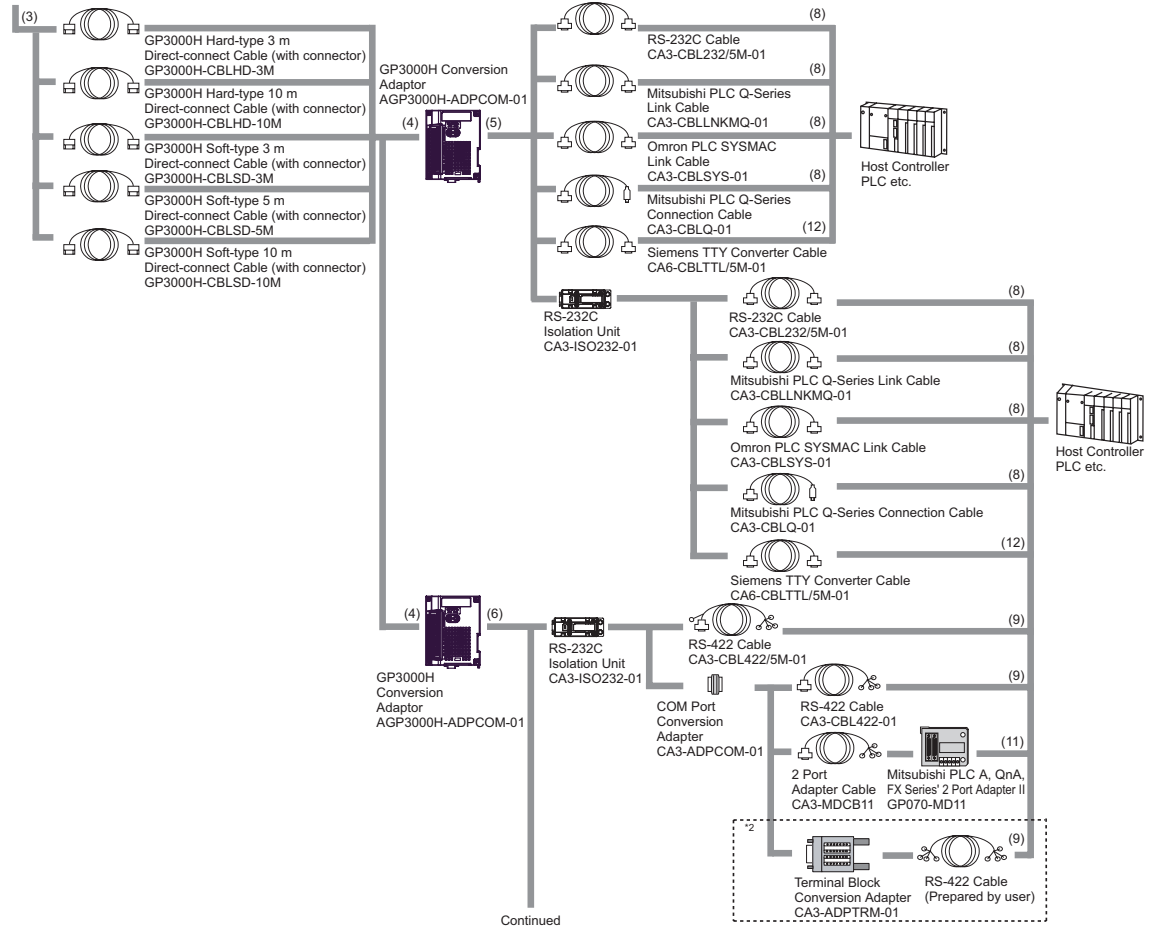 (3)
GP3000H Hard-type 3 m
Direct-connect Cable (with connector)
GP3000H-CBLHD-3M
GP3000H Hard-type 10 m
Direct-connect Cable (with connector)
GP3000H-CBLHD-10M
GP3000H Soft-type 3 m
Direct-connect Cable (with connector)
GP3000H-CBLSD-3M
GP3000H Soft-type 5 m
Direct-connect Cable (with connector)
GP3000H-CBLSD-5M
GP3000H Soft-type 10 m
Direct-connect Cable (with connector)
GP3000H-CBLSD-10M
GP3000H Conversion
Adaptor
AGP3000H-ADPCOM-01
(4)
(5)
(8)
RS-232C Cable
CA3-CBL232/5M-01
(8)
Mitsubishi PLC Q-Series
Link Cable
CA3-CBLLNKMQ-01
(8)
Omron PLC SYSMAC
Link Cable
CA3-CBLSYS-01
(8)
Mitsubishi PLC Q-Series
Connection Cable
CA3-CBLQ-01
(12)
Siemens TTY Converter Cable
CA6-CBLTTL/5M-01
Host Controller
PLC etc.
RS-232C
Isolation Unit
CA3-ISO232-01
(8)
RS-232C Cable
CA3-CBL232/5M-01
(8)
Mitsubishi PLC Q-Series Link Cable
CA3-CBLLNKMQ-01
(8)
Omron PLC SYSMAC Link Cable
CA3-CBLSYS-01
(8)
Mitsubishi PLC Q-Series Connection Cable
CA3-CBLQ-01
(12)
Siemens TTY Converter Cable
CA6-CBLTTL/5M-01
Host Controller
PLC etc.
(4)
(6)
GP3000H
Conversion
Adaptor
AGP3000H-ADPCOM-01
RS-232C
Isolation Unit
CA3-ISO232-01
(9)
RS-422 Cable
CA3-CBL422/5M-01
COM Port
Conversion
Adapter
CA3-ADPCOM-01
(9)
RS-422 Cable
CA3-CBL422-01
(11)
2 Port
Adapter Cable
CA3-MDCB11
Mitsubishi PLC A, QnA,
FX Series' 2 Port Adapter II
GP070-MD11
*2
(9)
Terminal Block
Conversion Adapter
CA3-ADPTRM-01
RS-422 Cable
(Prepared by user)
Continued